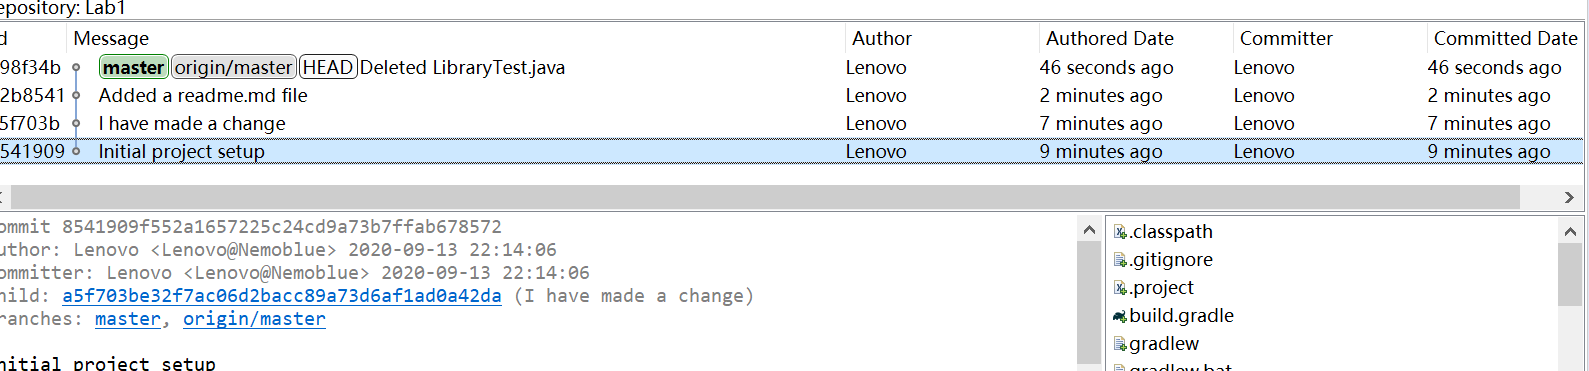 epository: Lab1
d Message Author Authored Date Committer Committed Date
98f34b master origin/master HEAD Deleted LibraryTest.java Lenovo 46 seconds ago Lenovo 46 seconds ago
2b8541 Added a readme.md file Lenovo 2 minutes ago Lenovo 2 minutes ago
5f703b I have made a change Lenovo 7 minutes ago Lenovo 7 minutes ago
541909 Initial project setup Lenovo 9 minutes ago Lenovo 9 minutes ago
ommit 8541909f552a1657225c24cd9a73b7ffab678572
uthor: Lenovo <Lenovo@Nemoblue> 2020-09-13 22:14:06
ommitter: Lenovo <Lenovo@Nemoblue> 2020-09-13 22:14:06
hild: a5f703be32f7ac06d2bacc89a73d6af1ad0a42da (I have made a change)
ranches: master, origin/master
nitial project setup
.classpath
.gitignore
.project
build.gradle
gradlew
gradlew.bat